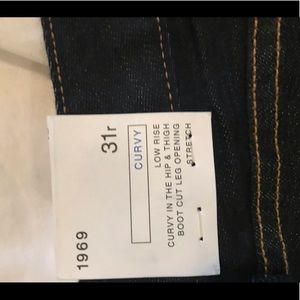 1969
31r
CURVY
LOW RISE
CURVY IN THE HIP & THIGH
BOOT CUT LEG OPENING
STRETCH